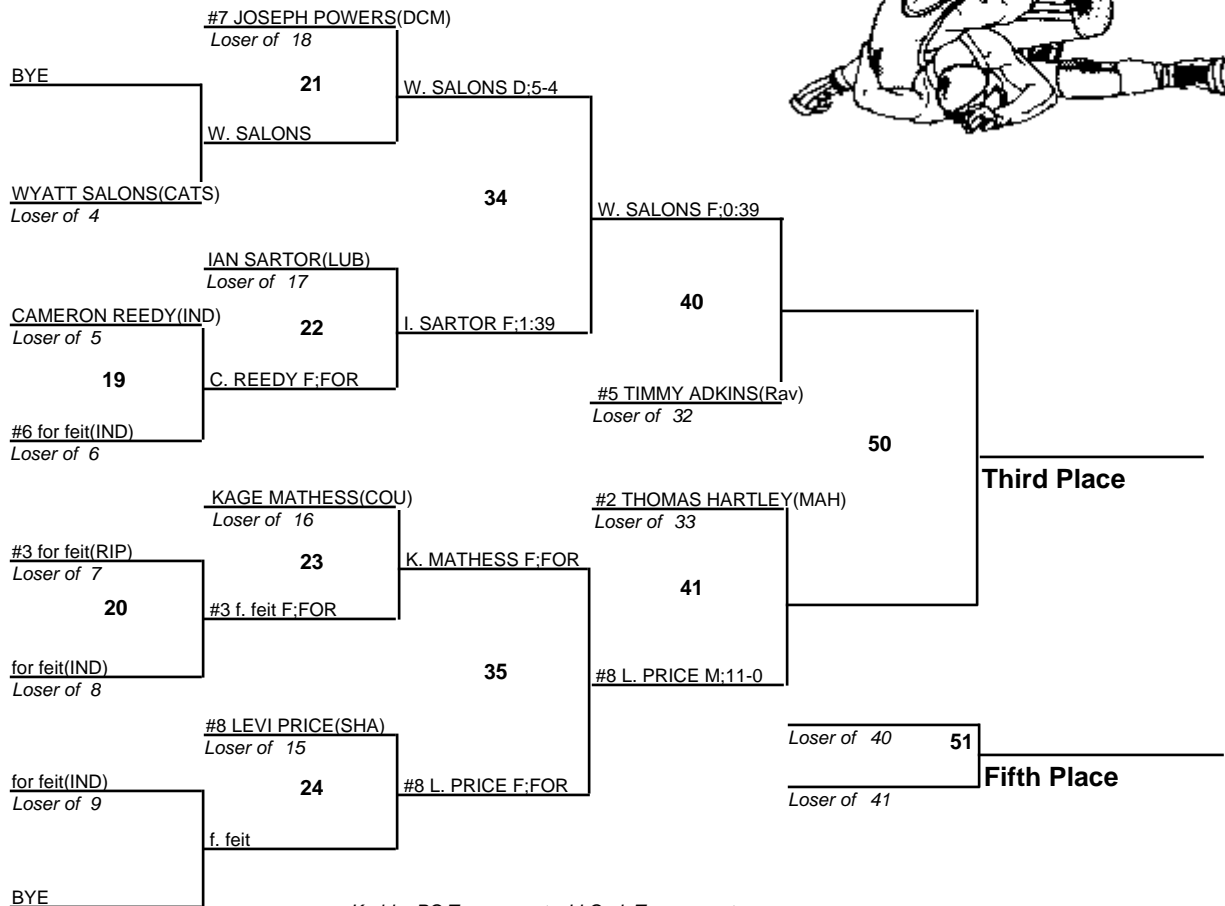 #7 JOSEPH POWERS(DCM)
Loser of 18
BYE
21
W. SALONS D;5-4
W. SALONS
WYATT SALONS(CATS)
Loser of 4
34
W. SALONS F;0:39
IAN SARTOR(LUB)
Loser of 17
CAMERON REEDY(IND)
Loser of 5
22
I. SARTOR F;1:39
40
19
C. REEDY F;FOR
#5 TIMMY ADKINS(Rav)
Loser of 32
#6 for feit(IND)
Loser of 6
50
Third Place
KAGE MATHESS(COU)
Loser of 16
#2 THOMAS HARTLEY(MAH)
Loser of 33
#3 for feit(RIP)
Loser of 7
23
K. MATHESS F;FOR
41
20
#3 f. feit F;FOR
for feit(IND)
Loser of 8
35
#8 L. PRICE M;11-0
#8 LEVI PRICE(SHA)
Loser of 15
Loser of 40
51
Fifth Place
for feit(IND)
Loser of 9
24
#8 L. PRICE F;FOR
Loser of 41
f. feit
BYE